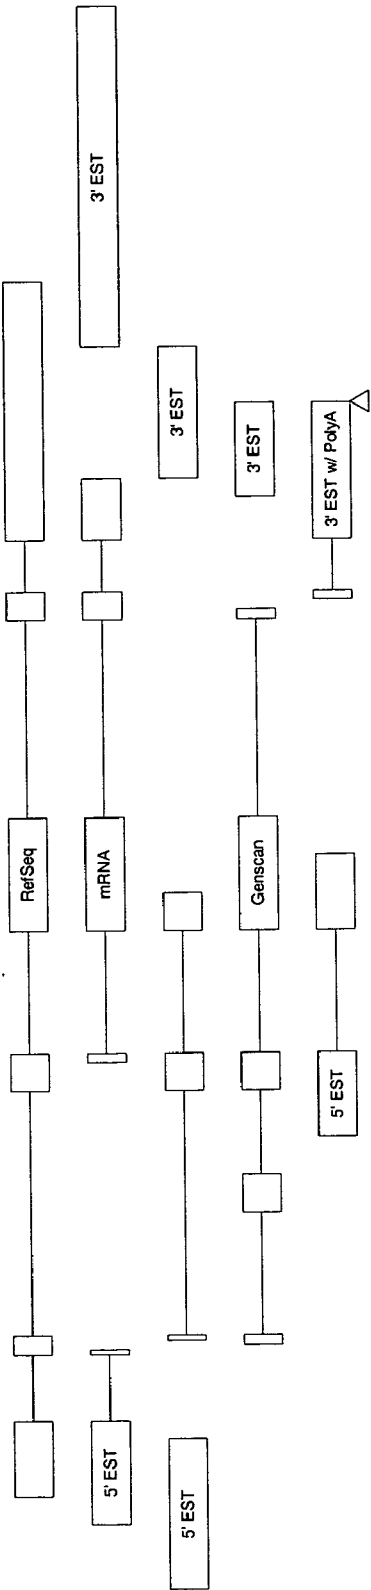 RefSeq
5' EST
mRNA
3' EST
5' EST
3' EST
Genscan
3' EST
5' EST
3' EST w/ PolyA